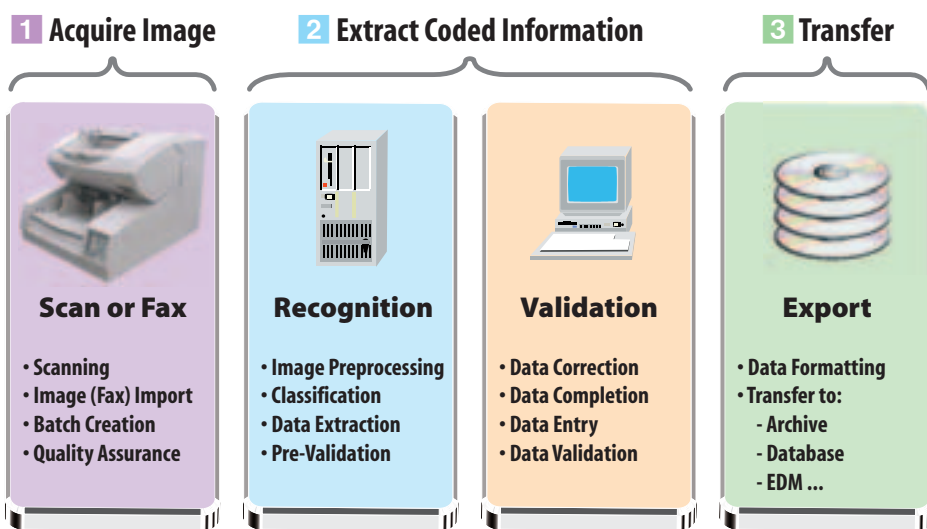 1 Acquire Image
2 Extract Coded Information
3 Transfer
Scan or Fax
• Scanning
• Image (Fax) Import
• Batch Creation
• Quality Assurance
Recognition
• Image Preprocessing
• Classification
• Data Extraction
• Pre-Validation
Validation
• Data Correction
• Data Completion
• Data Entry
• Data Validation
Export
• Data Formatting
• Transfer to:
- Archive
- Database
- EDM ...